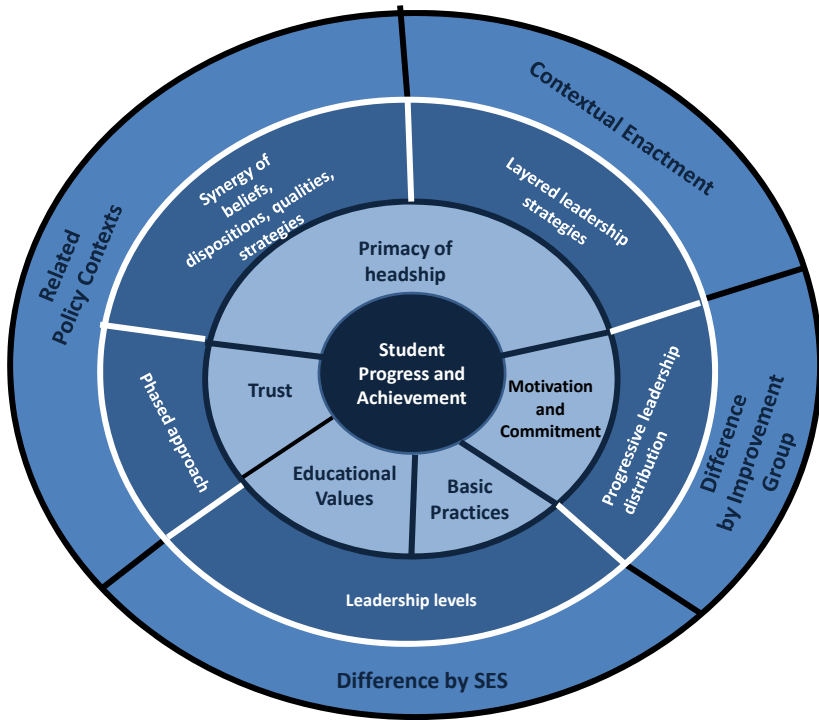 Contextual Enactment
Related
Policy Contexts
Synergy of
beliefs,
dispositions, qualities,
strategies
Layered leadership
strategies
Primacy of
headship
Student
Progress and
Achievement
Trust
Motivation
and
Commitment
Educational
Values
Basic
Practices
Phased approach
Progressive leadership
distribution
Difference
by Improvement
Group
Leadership levels
Difference by SES